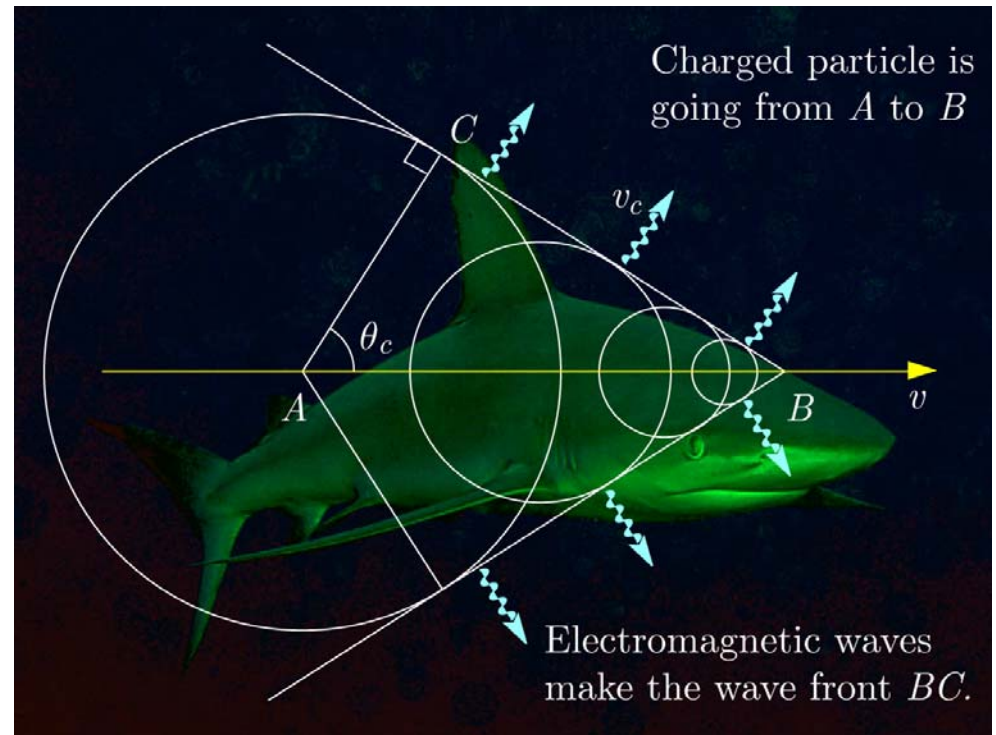 Charged particle is
going from A to B
C
v_c
θ_c
A
B
v
Electromagnetic waves
make the wave front BC.